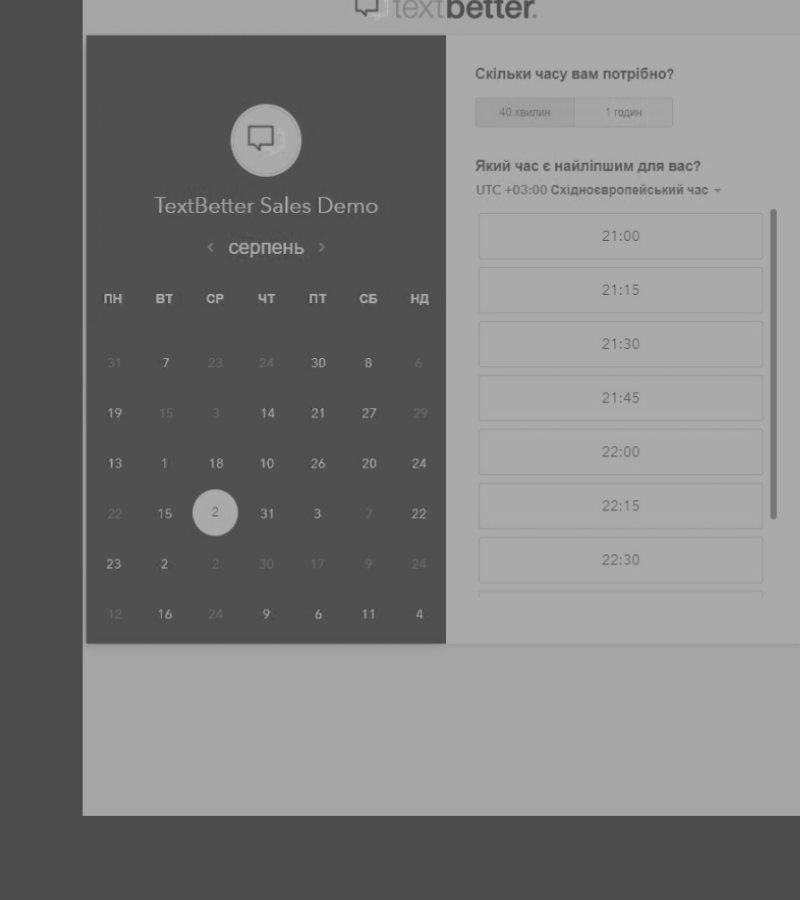 textbetter.
TextBetter Sales Demo
‹ серпень ›
ПН ВТ СР ЧТ ПТ СБ НД
31 7 23 24 30 8 6
19 15 3 14 21 27 29
13 1 18 10 26 20 24
22 15 2 31 3 7 22
23 2 2 30 17 9 24
12 16 24 9 6 11 4
Скільки часу вам потрібно?
40 хвилин 1 годин
Який час є найліпшим для вас?
UTC +03:00 Східноєвропейський час
21:00
21:15
21:30
21:45
22:00
22:15
22:30